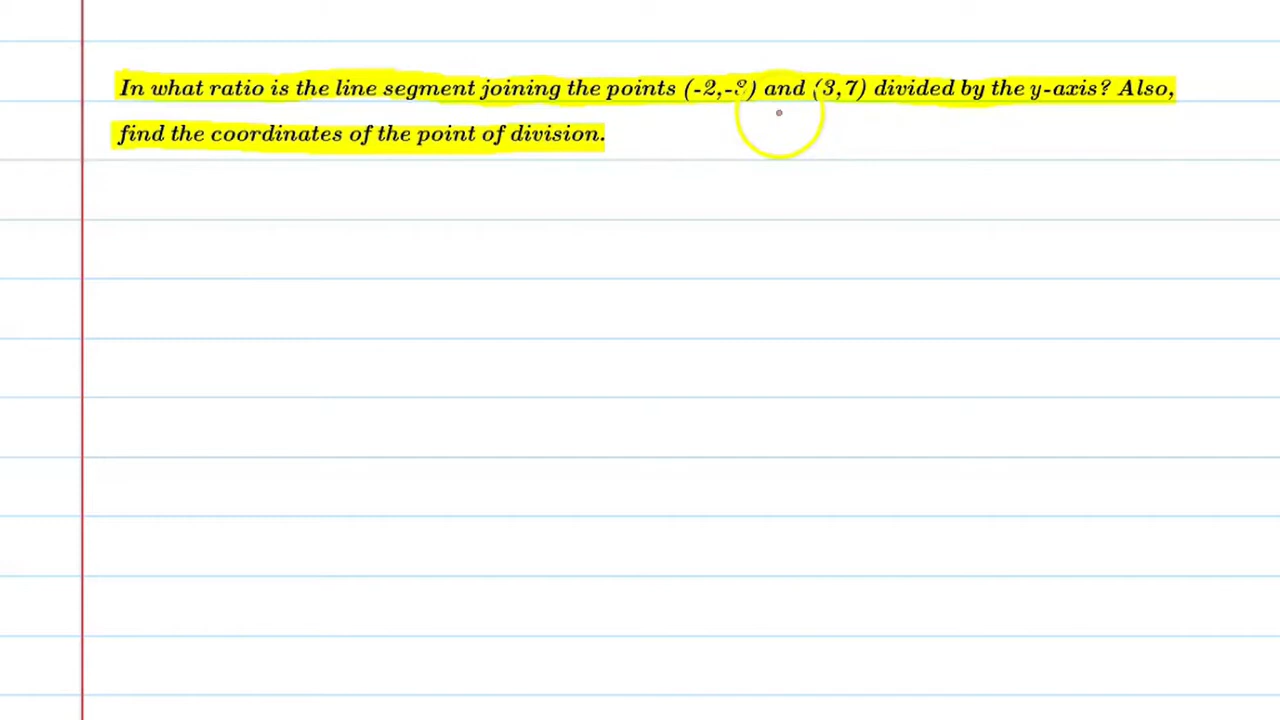 In what ratio is the line segment joining the points (-2,-3) and (3,7) divided by the y-axis? Also,
find the coordinates of the point of division.